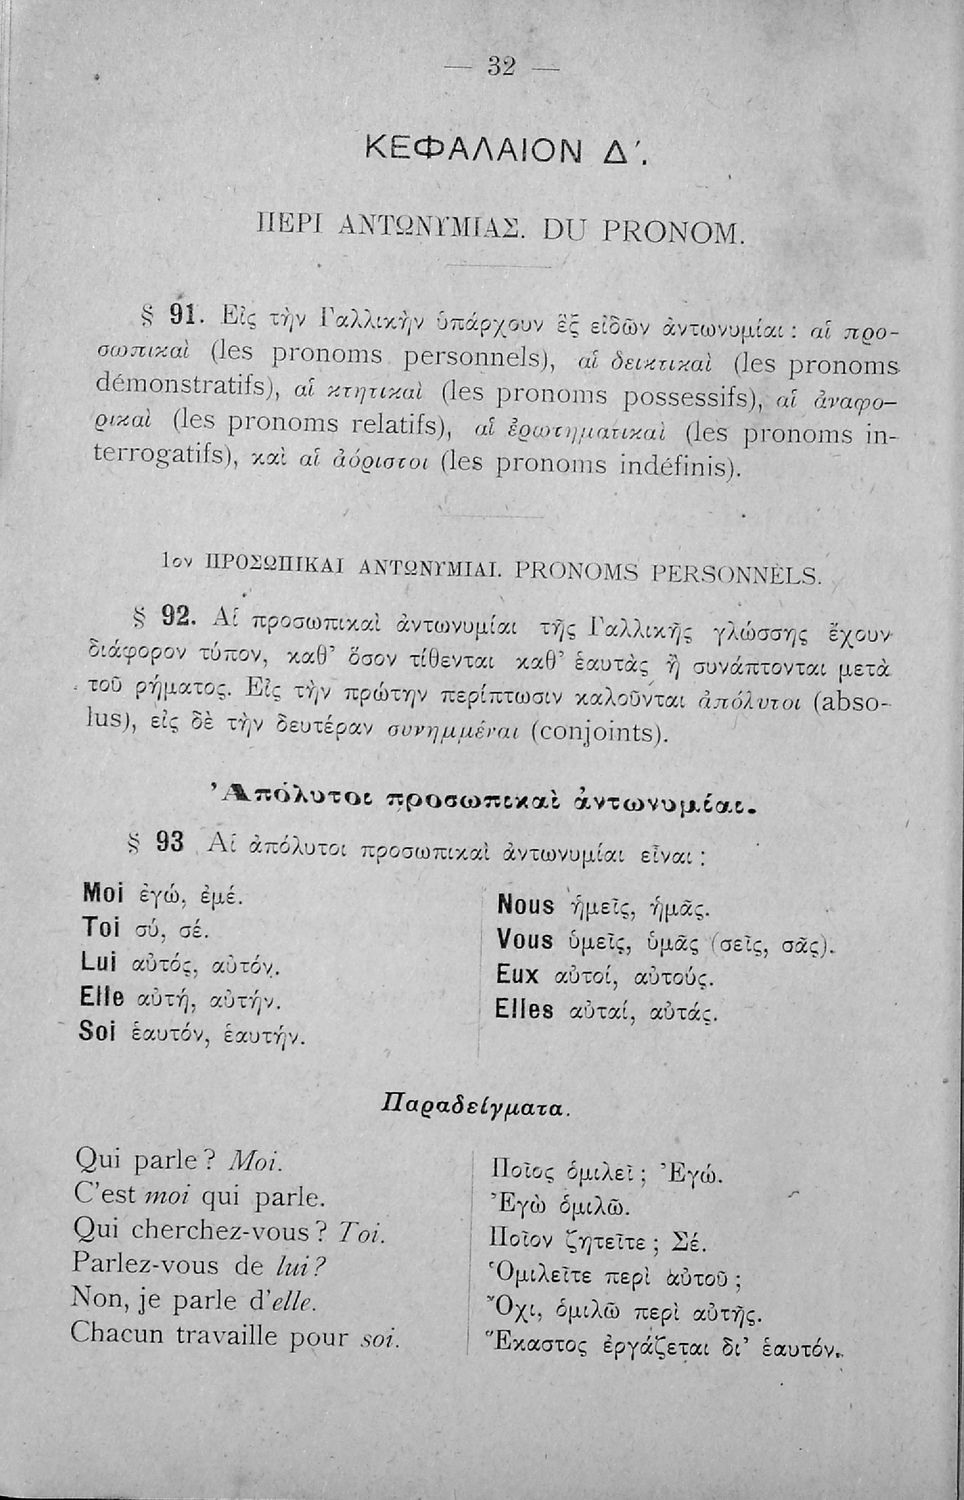 — 32 —
ΚΕΦΑΛΑΙΟΝ Δ΄.
ΠΕΡΙ ΑΝΤΩΝΥΜΙΑΣ. DU PRONOM.
§ 91. Εἰς τὴν Γαλλικὴν ὑπάρχουν ἓξ εἰδῶν ἀντωνυμίαι: αἱ προ-
σωπικαὶ (les pronoms personnels), αἱ δεικτικαὶ (les pronoms
démonstratifs), αἱ κτητικαὶ (les pronoms possessifs), αἱ ἀναφο-
ρικαὶ (les pronoms relatifs), αἱ ἐρωτηματικαὶ (les pronoms in-
terrogatifs), καὶ αἱ ἀόριστοι (les pronoms indéfinis).
1ον ΠΡΟΣΩΠΙΚΑΙ ΑΝΤΩΝΥΜΙΑΙ. PRONOMS PERSONNELS.
§ 92. Αἱ προσωπικαὶ ἀντωνυμίαι τῆς Γαλλικῆς γλώσσης ἔχουν
διάφορον τύπον, καθ᾽ ὅσον τίθενται καθ᾽ ἑαυτὰς ἢ συνάπτονται μετὰ
τοῦ ρήματος. Εἰς τὴν πρώτην περίπτωσιν καλοῦνται ἀπόλυτοι (abso-
lus), εἰς δὲ τὴν δευτέραν συνημμέναι (conjoints).
Ἀπόλυτοι προσωπικαὶ ἀντωνυμίαι.
§ 93 Αἱ ἀπόλυτοι προσωπικαὶ ἀντωνυμίαι εἶναι:
Moi ἐγώ, ἐμέ.
Toi σύ, σέ.
Lui αὐτός, αὐτόν.
Elle αὐτή, αὐτήν.
Soi ἑαυτόν, ἑαυτήν.
Nous ἡμεῖς, ἡμᾶς.
Vous ὑμεῖς, ὑμᾶς (σεῖς, σᾶς).
Eux αὐτοί, αὐτούς.
Elles αὐταί, αὐτάς.
Παραδείγματα.
Qui parle? Moi.
C'est moi qui parle.
Qui cherchez-vous? Toi.
Parlez-vous de lui?
Non, je parle d'elle.
Chacun travaille pour soi.
Ποῖος ὁμιλεῖ; Ἐγώ.
Ἐγὼ ὁμιλῶ.
Ποῖον ζητεῖτε; Σέ.
Ὁμιλεῖτε περὶ αὐτοῦ;
Ὄχι, ὁμιλῶ περὶ αὐτῆς.
Ἕκαστος ἐργάζεται δι᾽ ἑαυτόν.